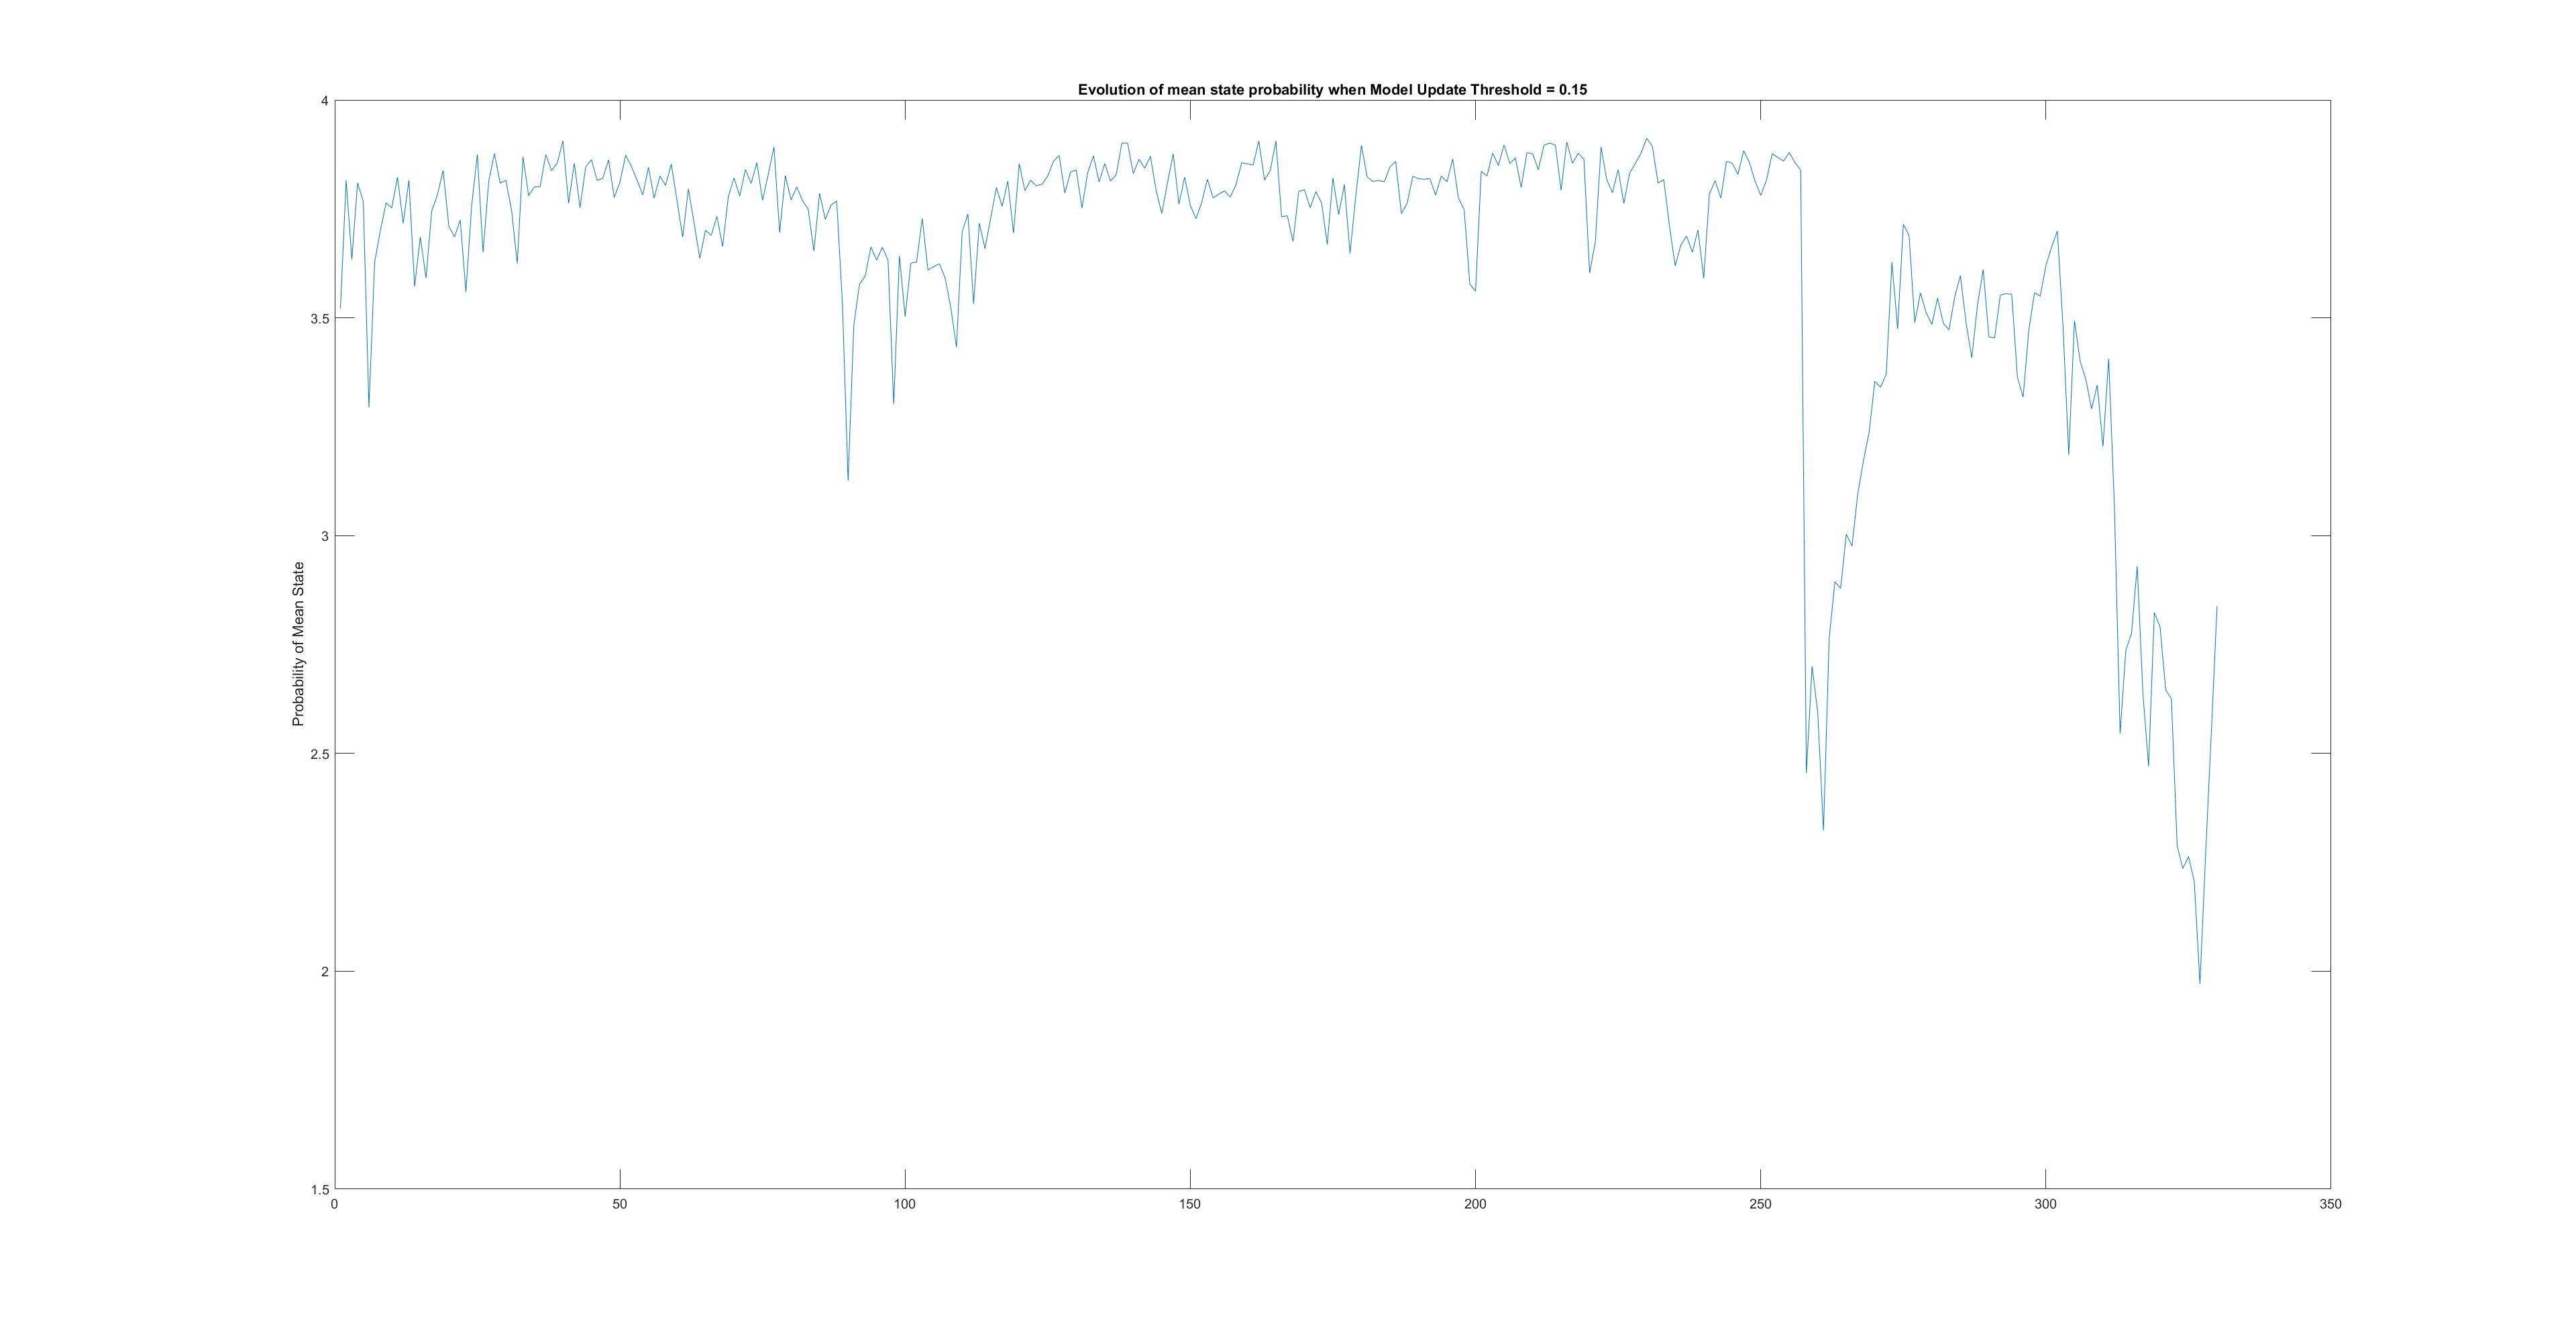 Evolution of mean state probability when Model Update Threshold = 0.15
4
3.5
3
Probability of Mean State
2.5
2
1.5
0 50 100 150 200 250 300 350